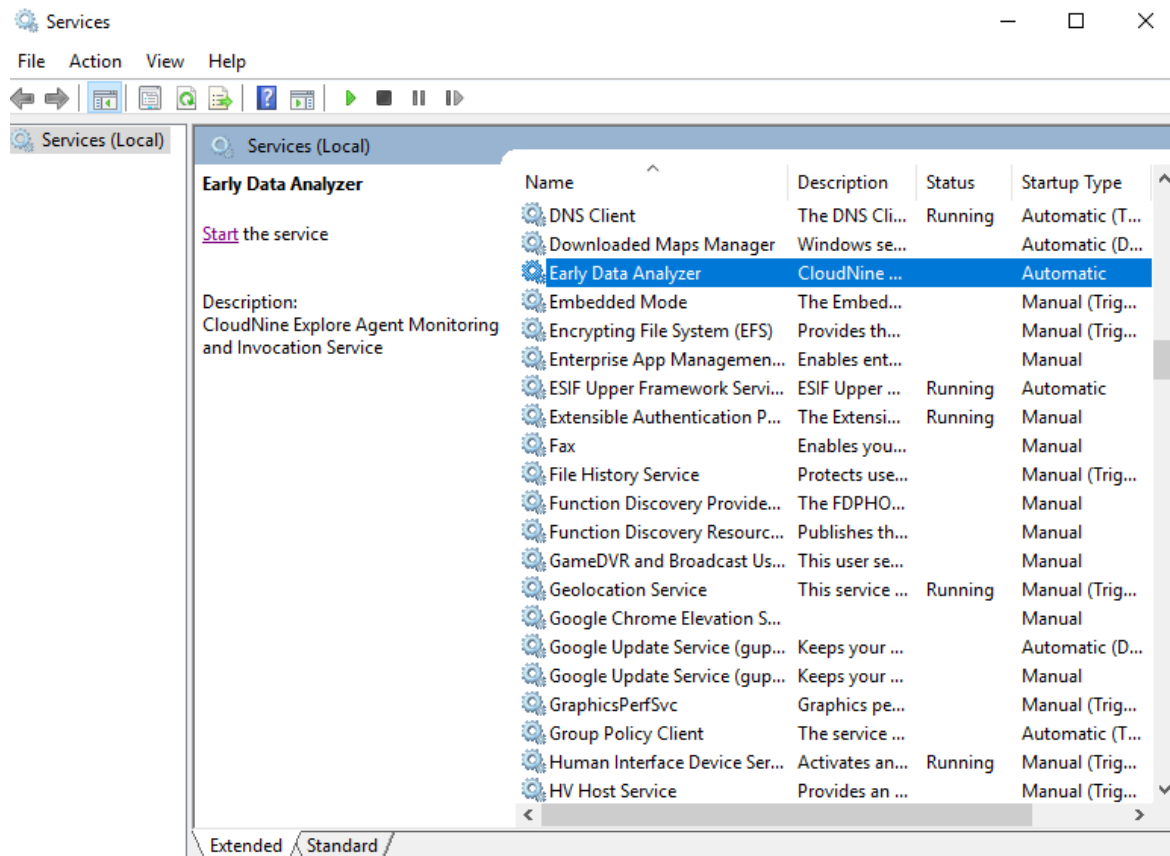 Services
File Action View Help
Services (Local)
Services (Local)
Early Data Analyzer
Start the service
Description:
CloudNine Explore Agent Monitoring
and Invocation Service
Name Description Status Startup Type
DNS Client The DNS Cli... Running Automatic (T...
Downloaded Maps Manager Windows se... Automatic (D...
Early Data Analyzer CloudNine ... Automatic
Embedded Mode The Embed... Manual (Trig...
Encrypting File System (EFS) Provides th... Manual (Trig...
Enterprise App Managemen... Enables ent... Manual
ESIF Upper Framework Servi... ESIF Upper ... Running Automatic
Extensible Authentication P... The Extensi... Running Manual
Fax Enables you... Manual
File History Service Protects use... Manual (Trig...
Function Discovery Provide... The FDPHO... Manual
Function Discovery Resourc... Publishes th... Manual
GameDVR and Broadcast Us... This user se... Manual
Geolocation Service This service ... Running Manual (Trig...
Google Chrome Elevation S... Manual
Google Update Service (gup... Keeps your ... Automatic (D...
Google Update Service (gup... Keeps your ... Manual
GraphicsPerfSvc Graphics pe... Manual (Trig...
Group Policy Client The service ... Automatic (T...
Human Interface Device Ser... Activates an... Running Manual (Trig...
HV Host Service Provides an ... Manual (Trig...
Extended Standard